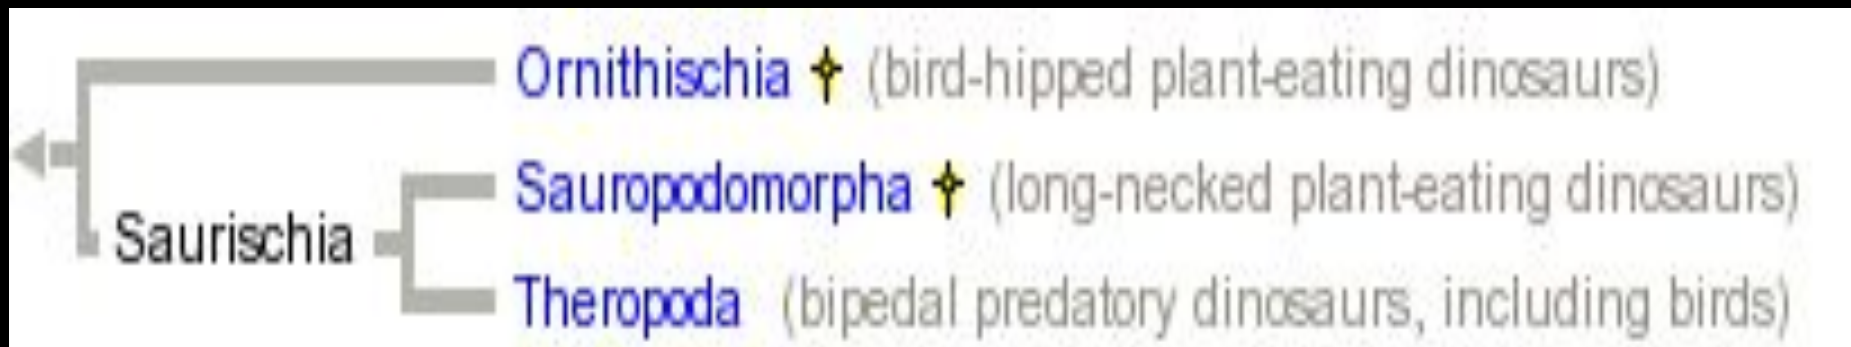 Ornithischia † (bird-hipped plant-eating dinosaurs)
Sauropodomorpha † (long-necked plant-eating dinosaurs)
Saurischia
Theropoda (bipedal predatory dinosaurs, including birds)